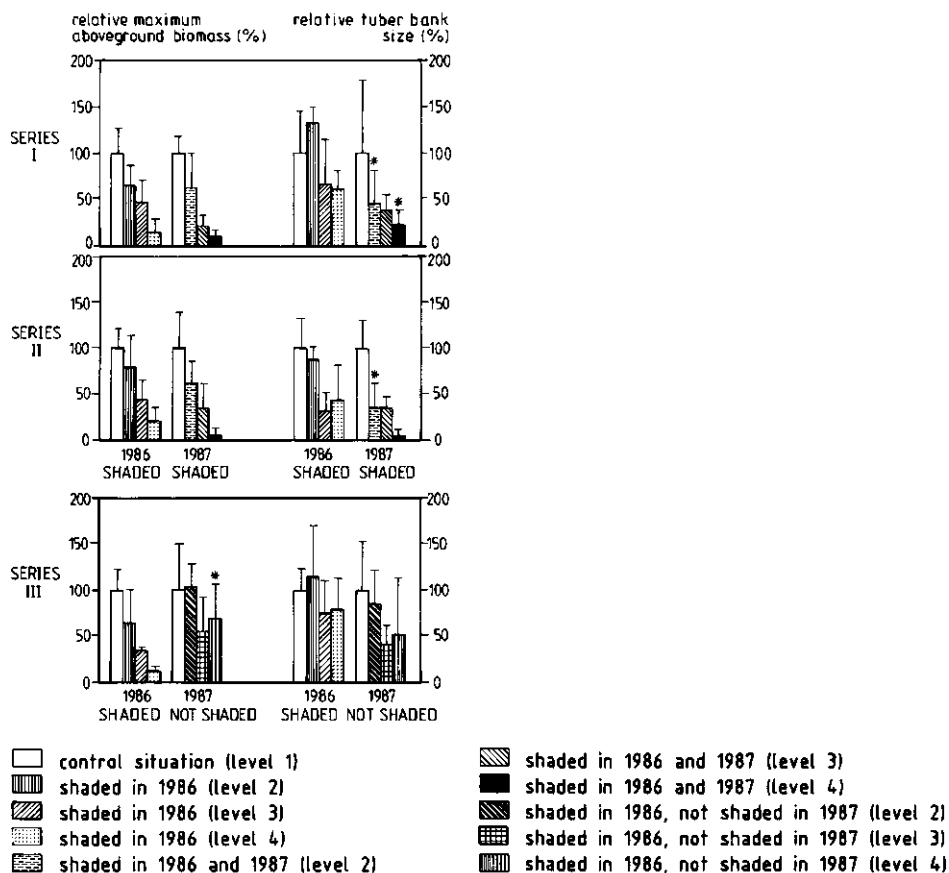 relative maximum
aboveground biomass (%)
relative tuber bank
size (%)
200
150
100
50
0
SERIES
I
*
*
200
150
100
50
0
200
150
100
50
0
SERIES
II
*
200
150
100
50
0
1986
SHADED
1987
SHADED
1986
SHADED
1987
SHADED
200
150
100
50
0
SERIES
III
*
200
150
100
50
0
1986
SHADED
1987
NOT SHADED
1986
SHADED
1987
NOT SHADED
control situation (level 1)
shaded in 1986 (level 2)
shaded in 1986 (level 3)
shaded in 1986 (level 4)
shaded in 1986 and 1987 (level 2)
shaded in 1986 and 1987 (level 3)
shaded in 1986 and 1987 (level 4)
shaded in 1986, not shaded in 1987 (level 2)
shaded in 1986, not shaded in 1987 (level 3)
shaded in 1986, not shaded in 1987 (level 4)